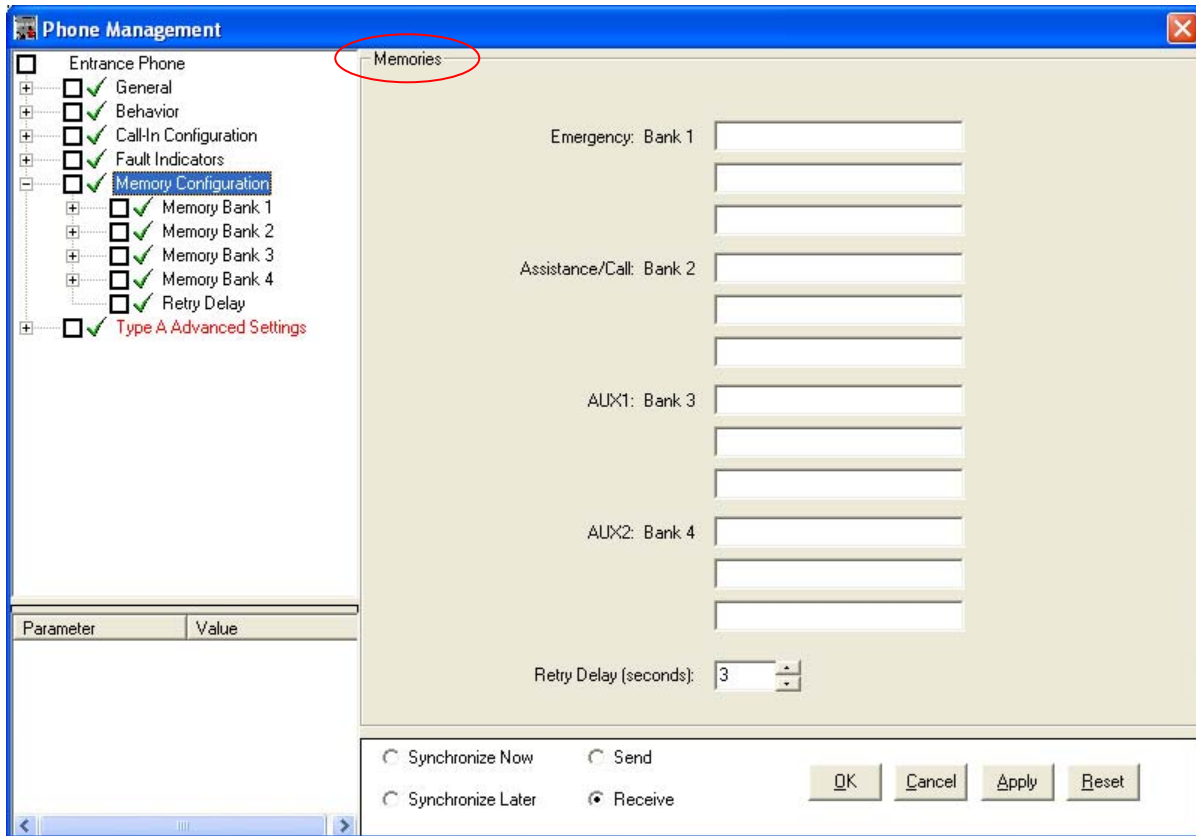 Phone Management
Entrance Phone
General
Behavior
Call-In Configuration
Fault Indicators
Memory Configuration
Memory Bank 1
Memory Bank 2
Memory Bank 3
Memory Bank 4
Retry Delay
Type A Advanced Settings
Parameter Value
Memories
Emergency: Bank 1
Assistance/Call: Bank 2
AUX1: Bank 3
AUX2: Bank 4
Retry Delay (seconds): 3
Synchronize Now Send
Synchronize Later Receive
OK Cancel Apply Reset